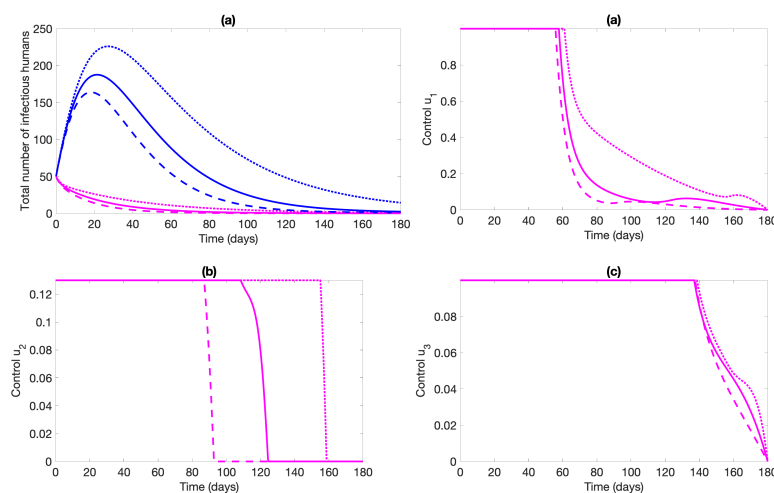 (a)
Total number of infectious humans
250
200
150
100
50
0
0 20 40 60 80 100 120 140 160 180
Time (days)
(a)
Control u1
0.8
0.6
0.4
0.2
0 20 40 60 80 100 120 140 160 180
Time (days)
(b)
Control u2
0.12
0.1
0.08
0.06
0.04
0.02
0
0 20 40 60 80 100 120 140 160 180
Time (days)
(c)
Control u3
0.08
0.06
0.04
0.02
0
0 20 40 60 80 100 120 140 160 180
Time (days)